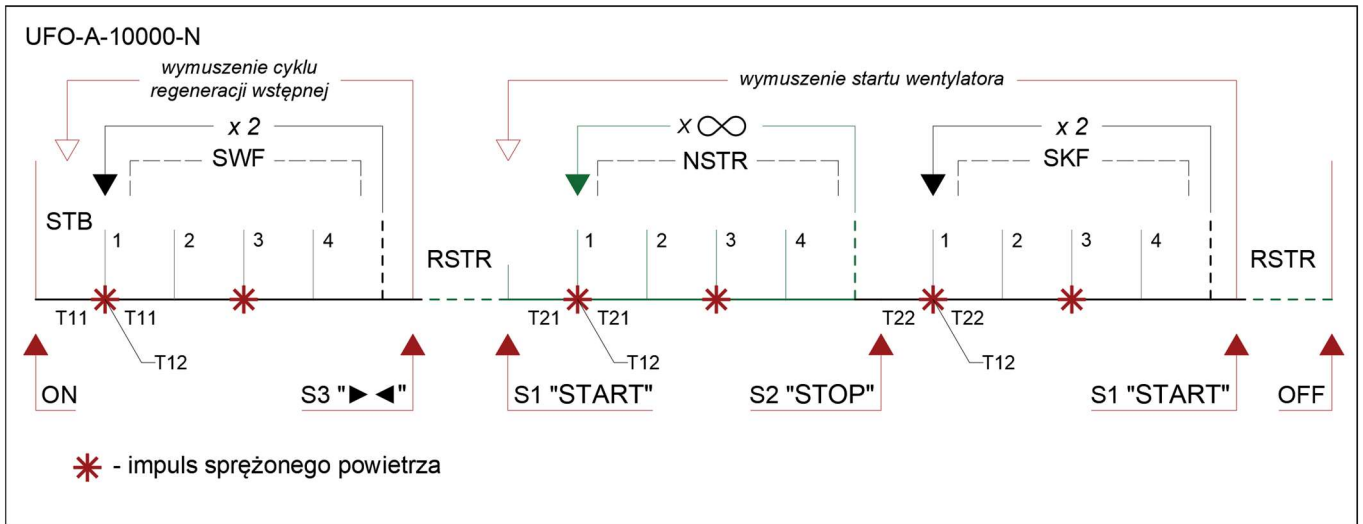 UFO-A-10000-N
wymuszenie cyklu
regeneracji wstępnej
wymuszenie startu wentylatora
x 2
x ∞
x 2
SWF
NSTR
SKF
STB
1
2
3
4
RSTR
1
2
3
4
1
2
3
4
RSTR
T11
T11
T21
T21
T22
T22
T12
T12
T12
ON
S3 "►◄"
S1 "START"
S2 "STOP"
S1 "START"
OFF
- impuls sprężonego powietrza